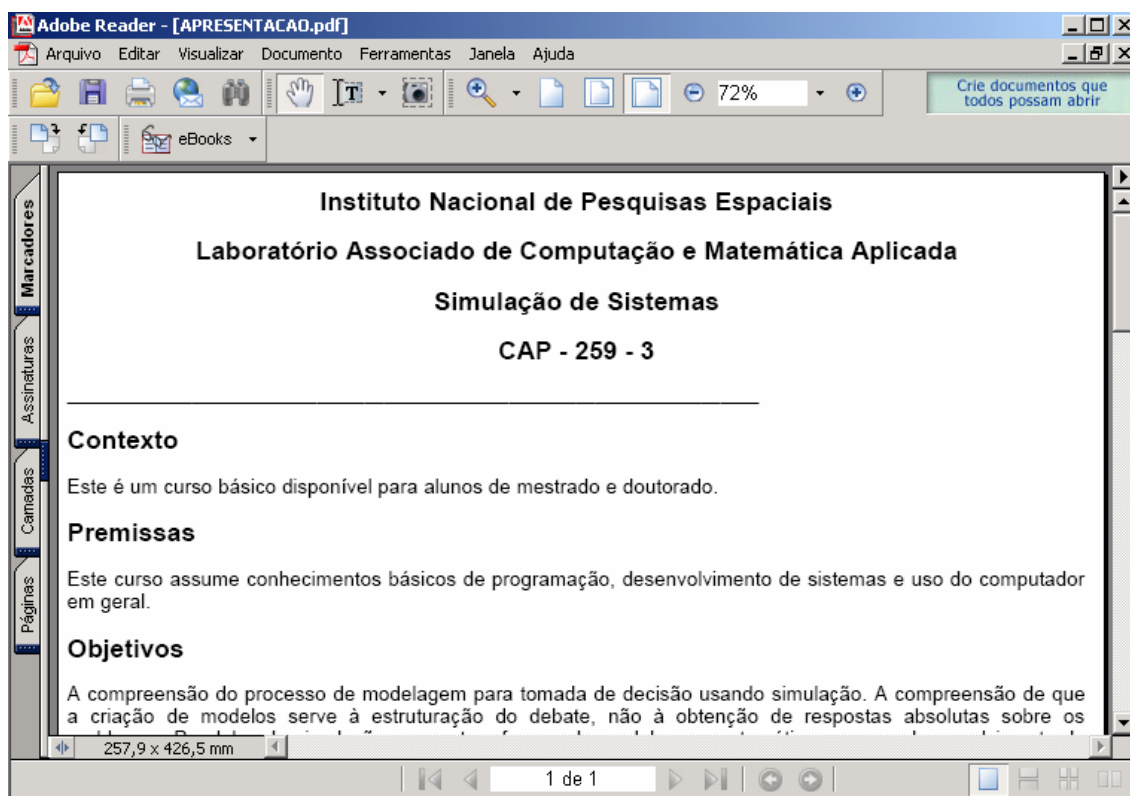 Adobe Reader - [APRESENTACAO.pdf]
Arquivo Editar Visualizar Documento Ferramentas Janela Ajuda
72%
Crie documentos que
todos possam abrir
eBooks
Marcadores
Assinaturas
Camadas
Páginas
Instituto Nacional de Pesquisas Espaciais
Laboratório Associado de Computação e Matemática Aplicada
Simulação de Sistemas
CAP - 259 - 3
Contexto
Este é um curso básico disponível para alunos de mestrado e doutorado.
Premissas
Este curso assume conhecimentos básicos de programação, desenvolvimento de sistemas e uso do computador
em geral.
Objetivos
A compreensão do processo de modelagem para tomada de decisão usando simulação. A compreensão de que
a criação de modelos serve à estruturação do debate, não à obtenção de respostas absolutas sobre os
257,9 x 426,5 mm
1 de 1